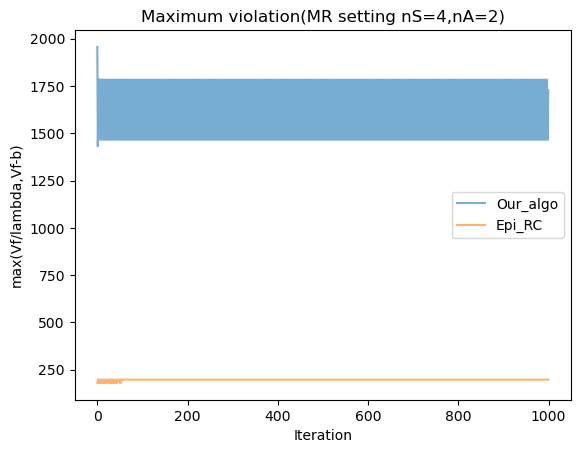 Maximum violation(MR setting nS=4,nA=2)
max(Vf/lambda,Vf-b)
2000
1750
1500
1250
1000
750
500
250
Our_algo
Epi_RC
0 200 400 600 800 1000
Iteration